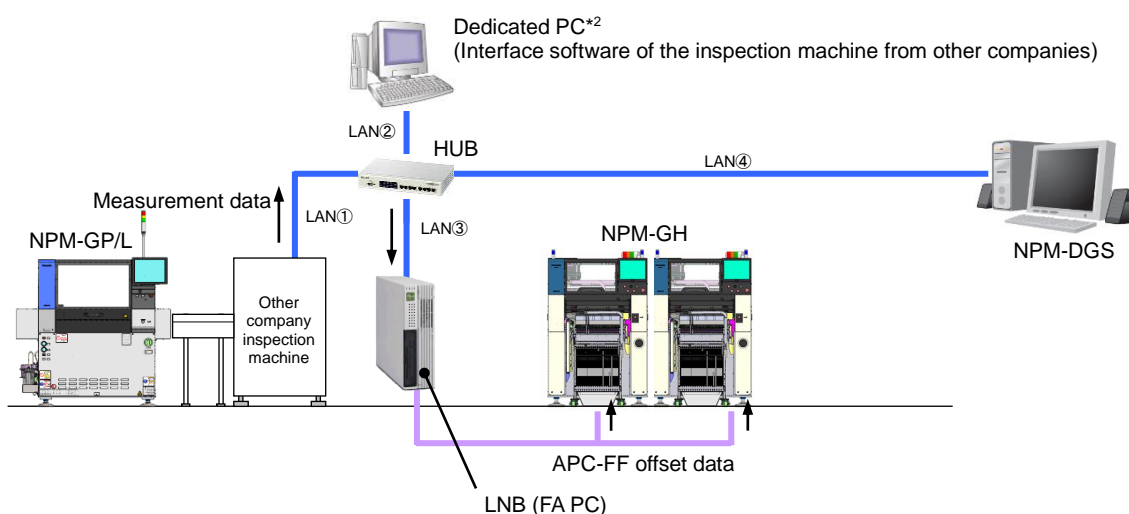 Dedicated PC*2
(Interface software of the inspection machine from other companies)
LAN②
HUB
LAN④
Measurement data
LAN①
LAN③
NPM-GP/L
NPM-GH
NPM-DGS
Other
company
inspection
machine
APC-FF offset data
LNB (FA PC)